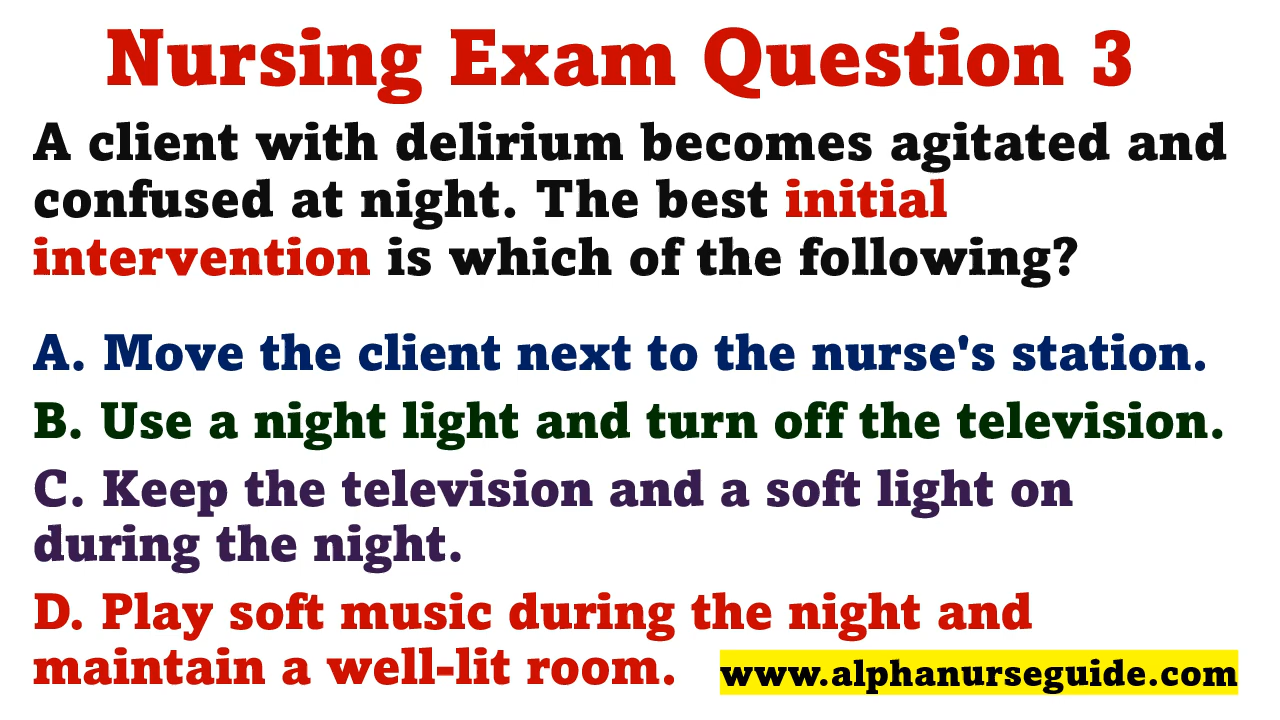 Nursing Exam Question 3
A client with delirium becomes agitated and
confused at night. The best initial
intervention is which of the following?
A. Move the client next to the nurse's station.
B. Use a night light and turn off the television.
C. Keep the television and a soft light on
during the night.
D. Play soft music during the night and
maintain a well-lit room.
www.alphanurseguide.com